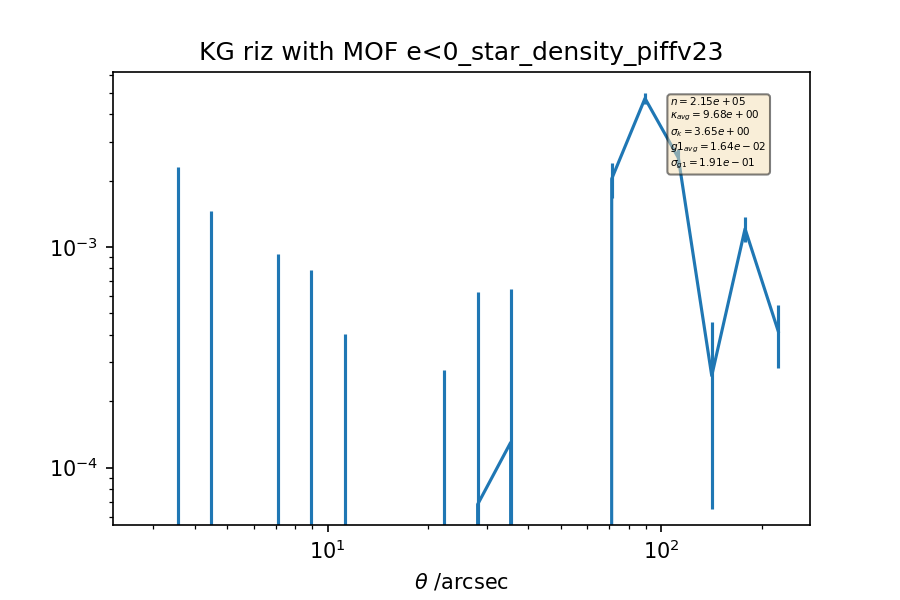 KG riz with MOF e<0_star_density_piffv23
n = 2.15e + 05
κavg = 9.68e + 00
σk = 3.65e + 00
g1avg = 1.64e − 02
σg1 = 1.91e − 01
10⁻³
10⁻⁴
10¹ 10²
θ /arcsec